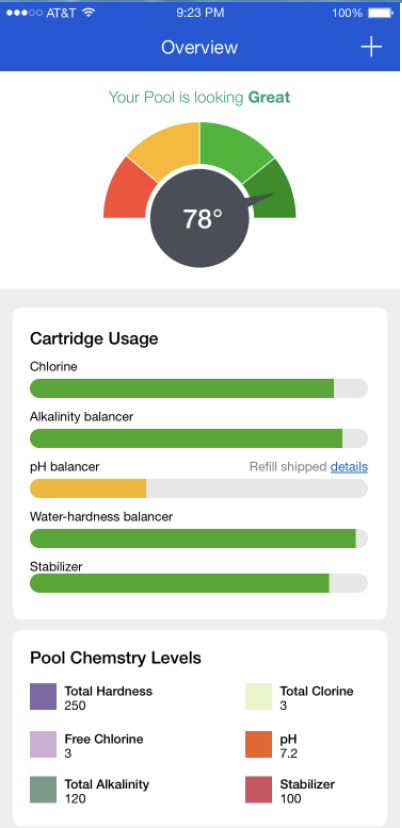 AT&T 9:23 PM 100%
Overview
Your Pool is looking Great
78°
Cartridge Usage
Chlorine
Alkalinity balancer
pH balancer Refill shipped details
Water-hardness balancer
Stabilizer
Pool Chemstry Levels
Total Hardness
250
Total Clorine
3
Free Chlorine
3
pH
7.2
Total Alkalinity
120
Stabilizer
100